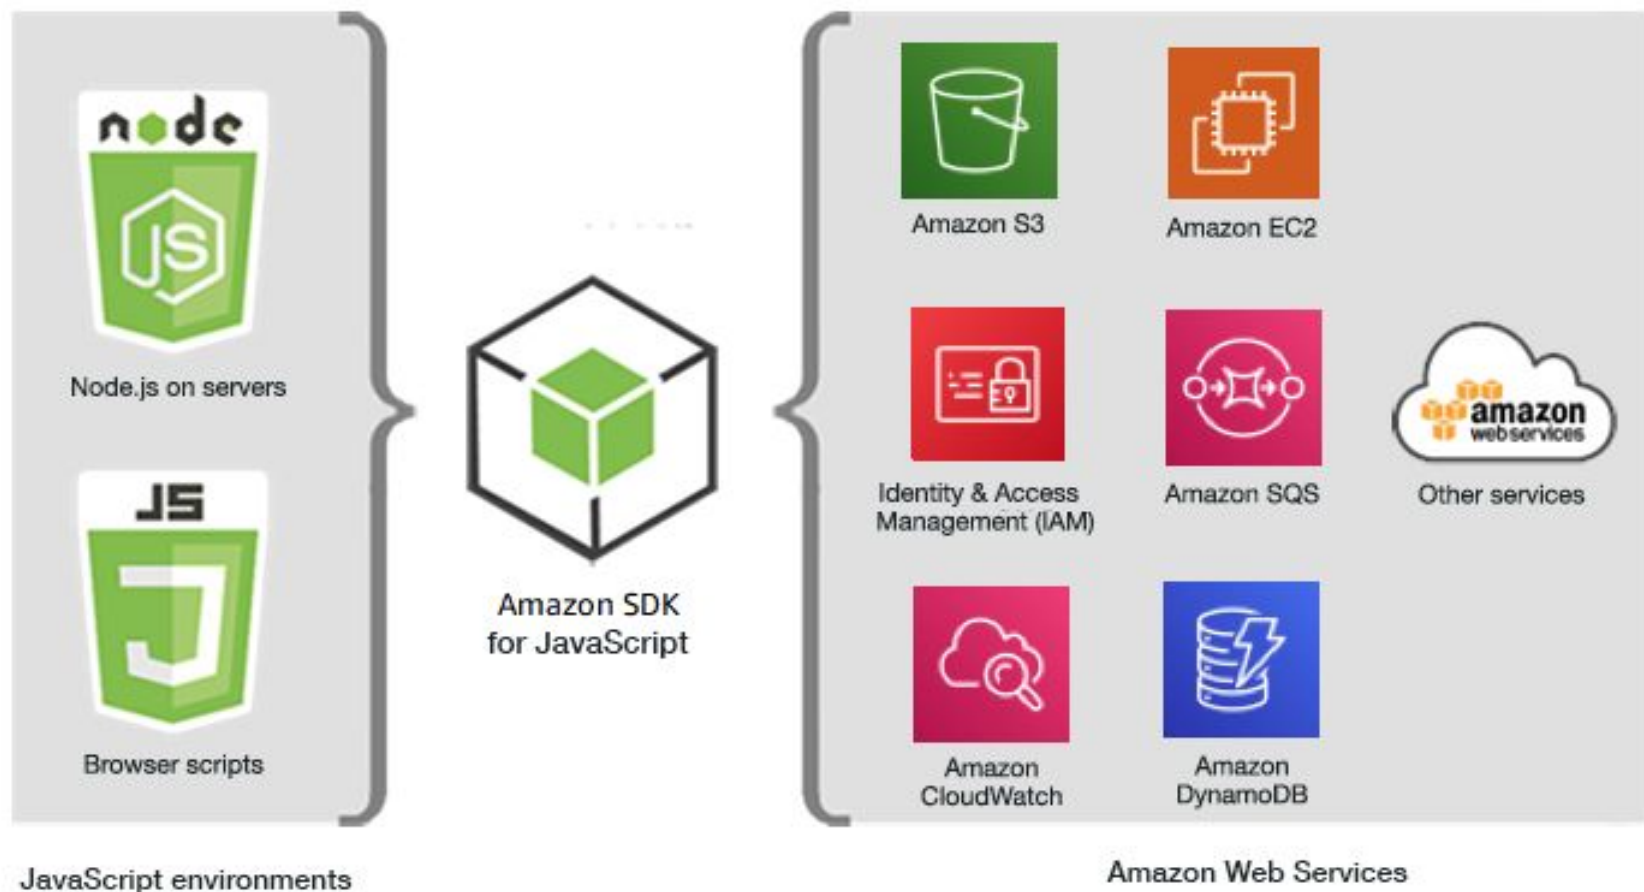 node
JS
Node.js on servers
JS
Browser scripts
JavaScript environments
Amazon SDK
for JavaScript
Amazon S3
Amazon EC2
Identity & Access
Management (IAM)
Amazon SQS
amazon
webservices
Other services
Amazon
CloudWatch
Amazon
DynamoDB
Amazon Web Services